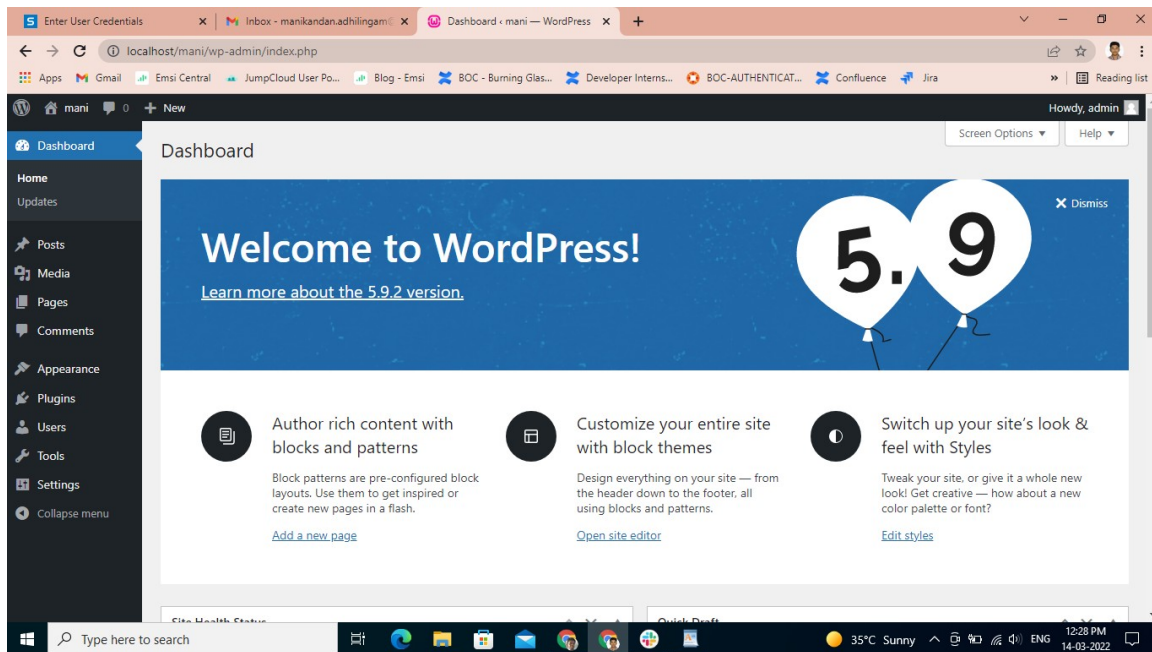 Enter User Credentials
Inbox - manikandan.adhilingam
Dashboard ‹ mani — WordPress
localhost/mani/wp-admin/index.php
Apps Gmail Emsi Central JumpCloud User Po... Blog - Emsi BOC - Burning Glas... Developer Interns... BOC-AUTHENTICAT... Confluence Jira » Reading list
mani 0 + New Howdy, admin
Screen Options ▼ Help ▼
Dashboard
Home
Updates
Posts
Media
Pages
Comments
Appearance
Plugins
Users
Tools
Settings
Collapse menu
Dashboard
Dismiss
Welcome to WordPress!
Learn more about the 5.9.2 version.
5.9
Author rich content with
blocks and patterns
Block patterns are pre-configured block
layouts. Use them to get inspired or
create new pages in a flash.
Add a new page
Customize your entire site
with block themes
Design everything on your site — from
the header down to the footer, all
using blocks and patterns.
Open site editor
Switch up your site's look &
feel with Styles
Tweak your site, or give it a whole new
look! Get creative — how about a new
color palette or font?
Edit styles
Site Health Status
Quick Draft
Type here to search
35°C Sunny
ENG
12:28 PM
14-03-2022